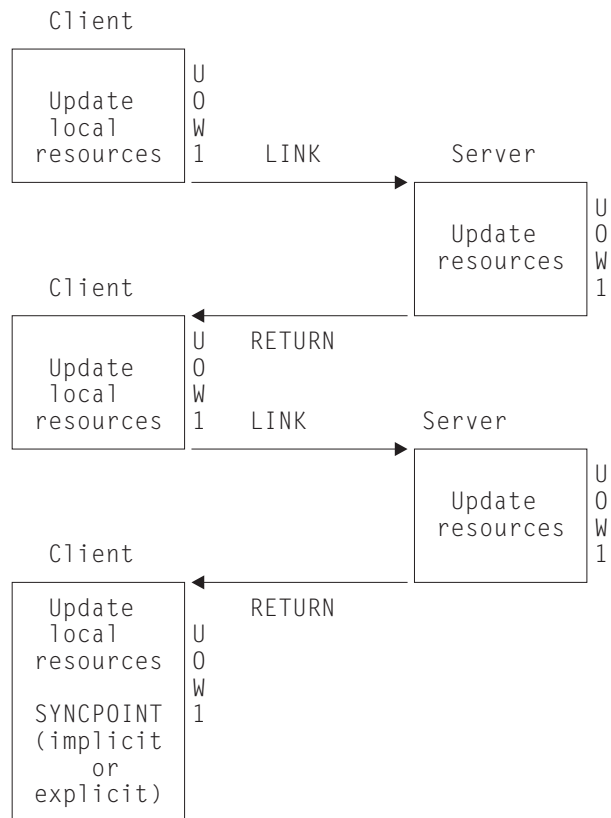 Client
Update
local
resources
U
O
W
1
LINK
Server
Update
resources
U
O
W
1
RETURN
Client
Update
local
resources
U
O
W
1
LINK
Server
Update
resources
U
O
W
1
RETURN
Client
Update
local
resources
SYNCPOINT
(implicit
or
explicit)
U
O
W
1